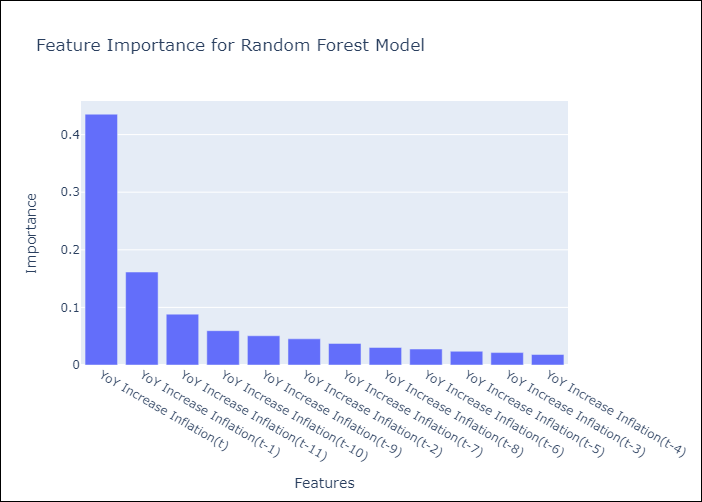 Feature Importance for Random Forest Model
Importance
0.4
0.3
0.2
0.1
0
YoY Increase Inflation(t)
YoY Increase Inflation(t-1)
YoY Increase Inflation(t-11)
YoY Increase Inflation(t-10)
YoY Increase Inflation(t-9)
YoY Increase Inflation(t-2)
YoY Increase Inflation(t-7)
YoY Increase Inflation(t-8)
YoY Increase Inflation(t-6)
YoY Increase Inflation(t-5)
YoY Increase Inflation(t-3)
YoY Increase Inflation(t-4)
Features